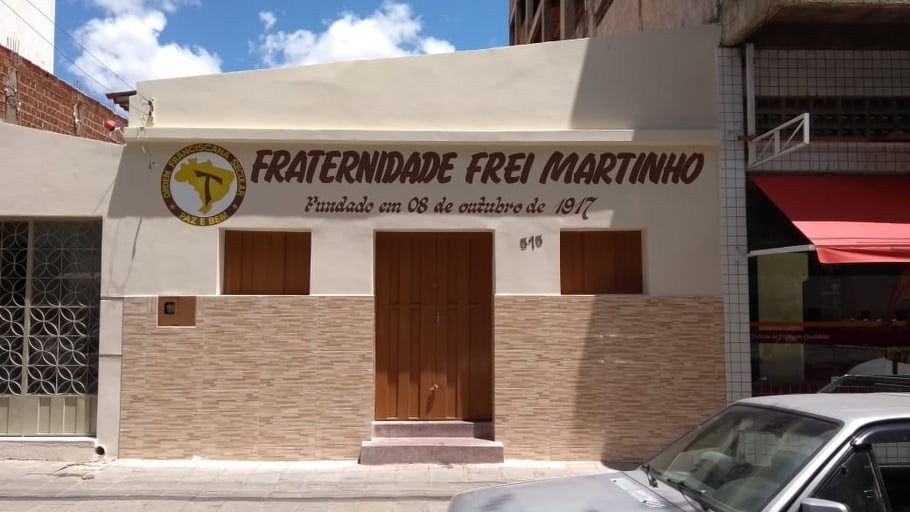 ORDEM FRANCISCANA SECULAR
PAZ E BEM
FRATERNIDADE FREI MARTINHO
Fundado em 08 de outubro de 1917
515